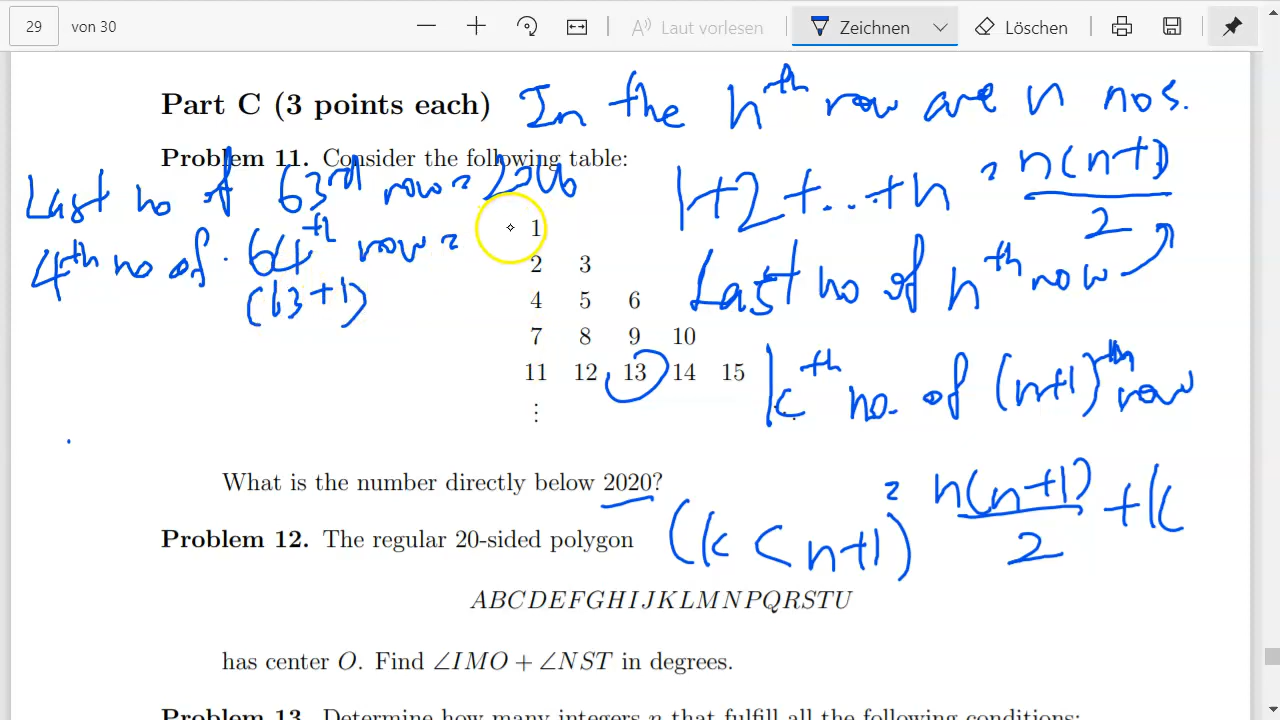 29 von 30 Laut vorlesen Zeichnen Löschen
Part C (3 points each) In the nth row are n nos.
Problem 11. Consider the following table:
Last no of 63rd row = 2016
1+2+...+n = n(n+1)/2
4th no of 64th row =
(63+1)
Last no of nth row
1
2 3
4 5 6
7 8 9 10
11 12 13 14 15
⋮
kth no. of (n+1)th row
= n(n+1)/2 + k
(k < n+1)
What is the number directly below 2020?
Problem 12. The regular 20-sided polygon
ABCDEFGHIJKLMNPQRSTU
has center O. Find ∠IMO + ∠NST in degrees.
Problem 13. Determine how many integers n that fulfill all the following conditions: